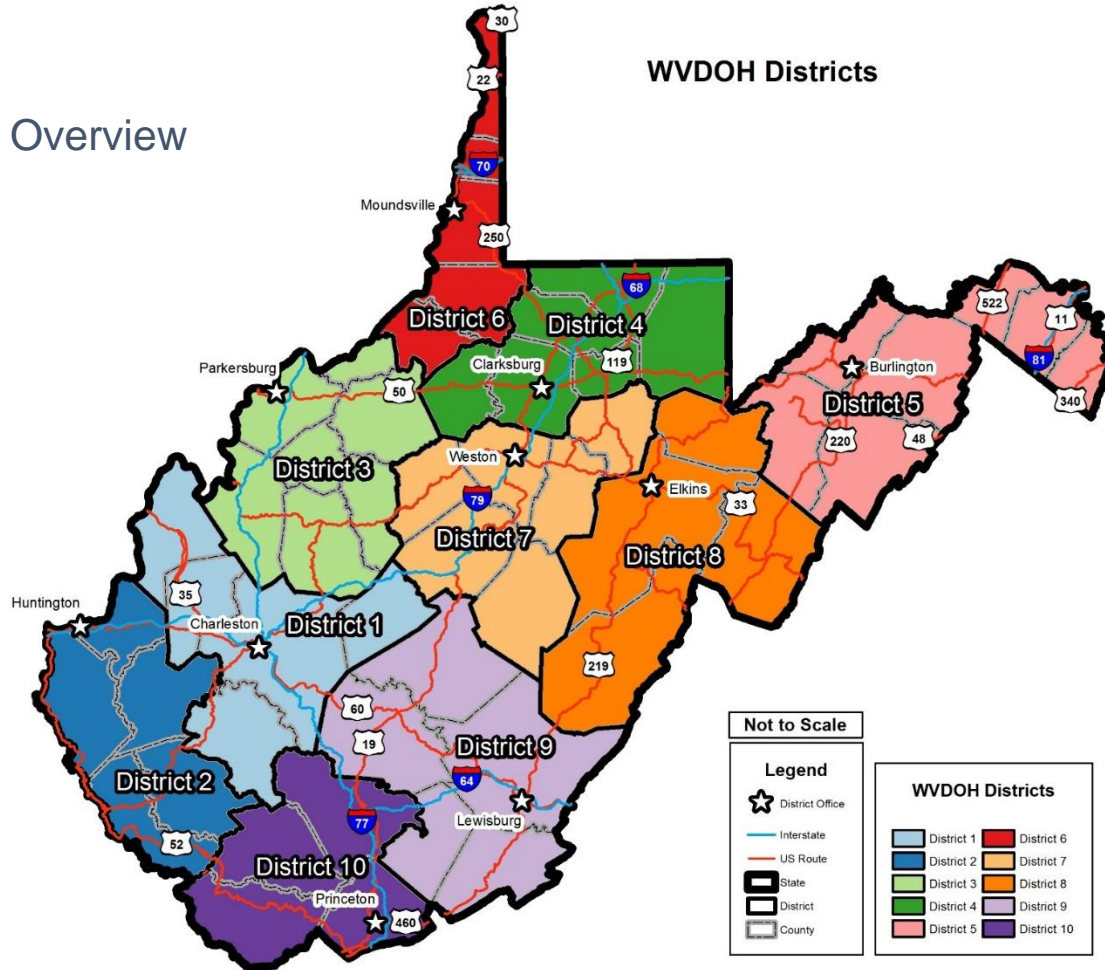 Overview
WVDOH Districts
30
22
70
Moundsville
250
68
District 6
District 4
522
11
119
81
Parkersburg
50
Clarksburg
Burlington
340
District 5
220
48
District 3
Weston
Elkins
79
33
District 7
District 8
35
Huntington
Charleston
District 1
219
60
19
District 9
64
District 2
Lewisburg
77
52
District 10
Princeton
460
Not to Scale
Legend
District Office
Interstate
US Route
State
District
County
WVDOH Districts
District 1
District 6
District 2
District 7
District 3
District 8
District 4
District 9
District 5
District 10